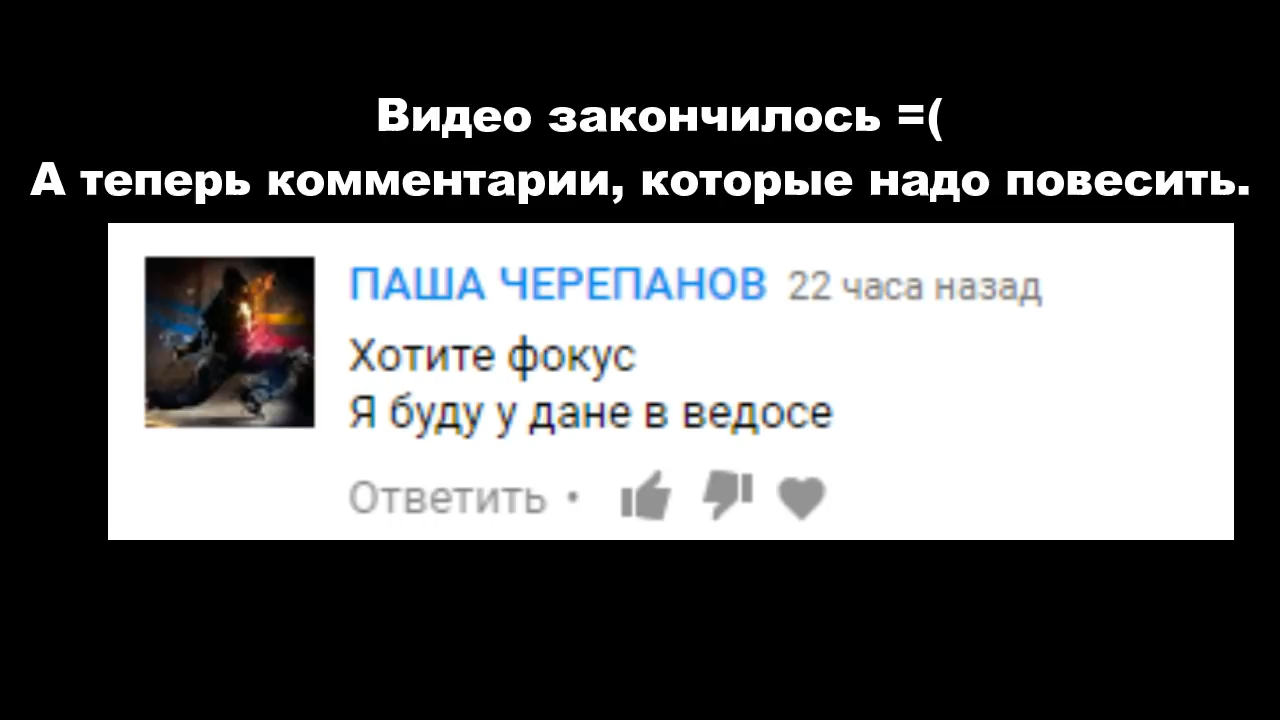 Видео закончилось =(
А теперь комментарии, которые надо повесить.
ПАША ЧЕРЕПАНОВ 22 часа назад
Хотите фокус
Я буду у дане в ведосе
Ответить •